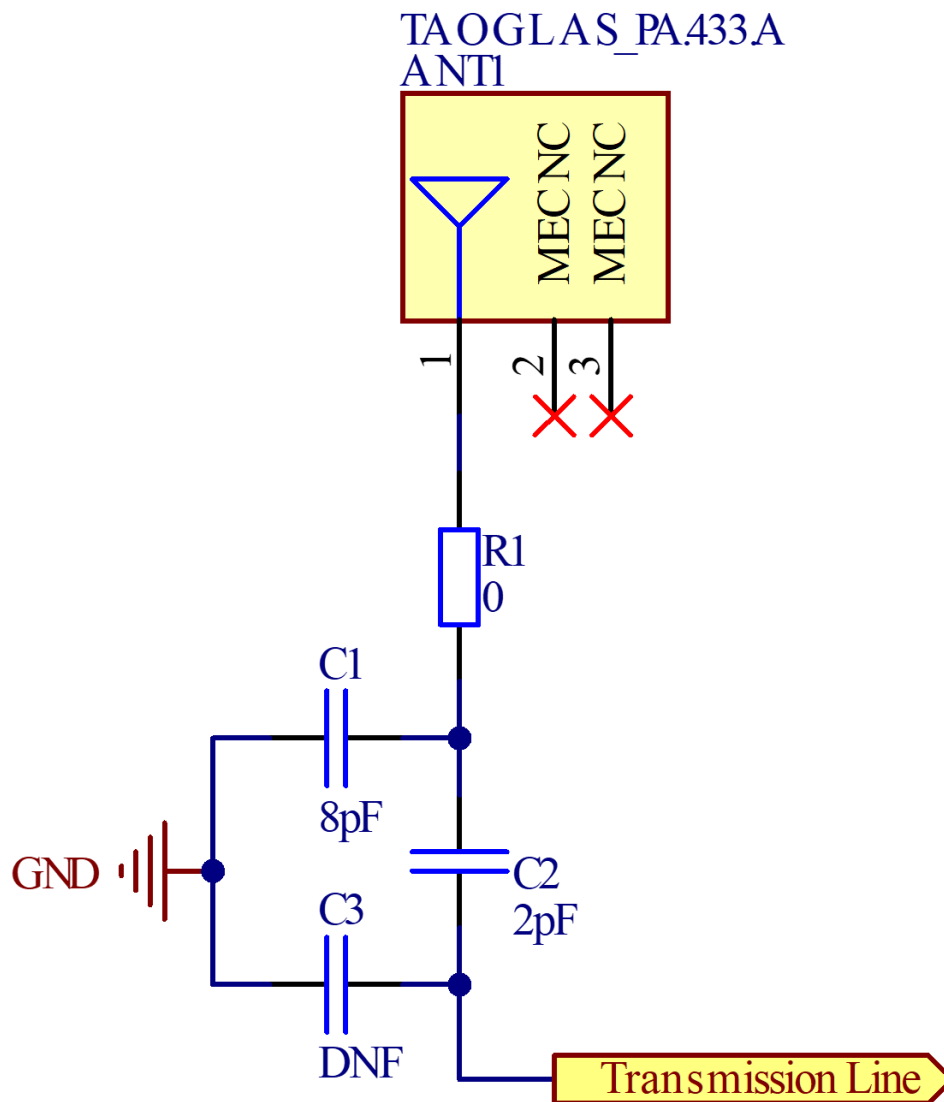 TAOGLAS_PA.433.A
ANT1
MECNC
MECNC
1
2
3
R1
0
C1
8pF
GND
C2
2pF
C3
DNF
Transmission Line